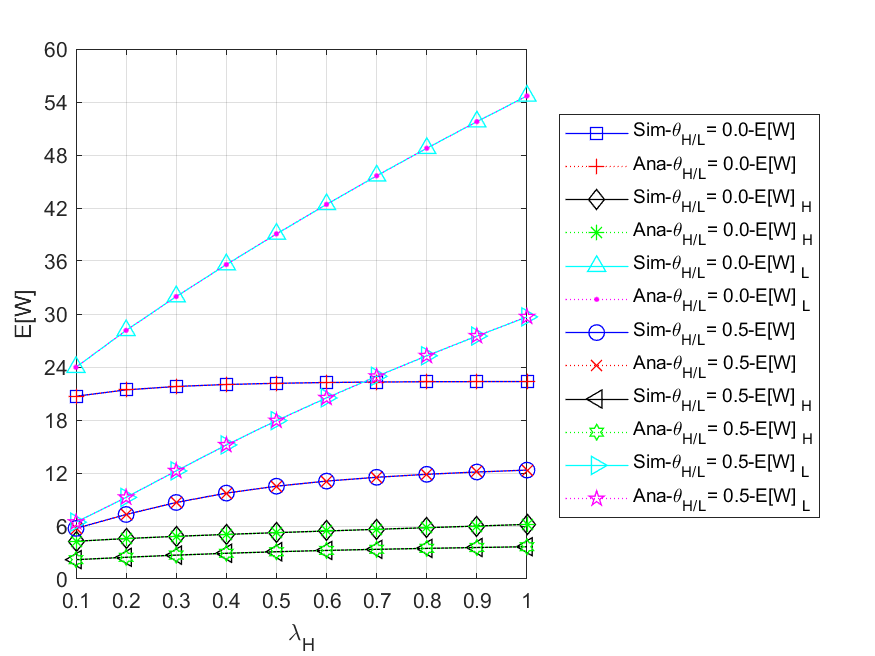 60
54
48
42
36
30
24
18
12
6
0
E[W]
0.1 0.2 0.3 0.4 0.5 0.6 0.7 0.8 0.9 1
λH
Sim-θH/L= 0.0-E[W]
Ana-θH/L= 0.0-E[W]
Sim-θH/L= 0.0-E[W] H
Ana-θH/L= 0.0-E[W] H
Sim-θH/L= 0.0-E[W] L
Ana-θH/L= 0.0-E[W] L
Sim-θH/L= 0.5-E[W]
Ana-θH/L= 0.5-E[W]
Sim-θH/L= 0.5-E[W] H
Ana-θH/L= 0.5-E[W] H
Sim-θH/L= 0.5-E[W] L
Ana-θH/L= 0.5-E[W] L